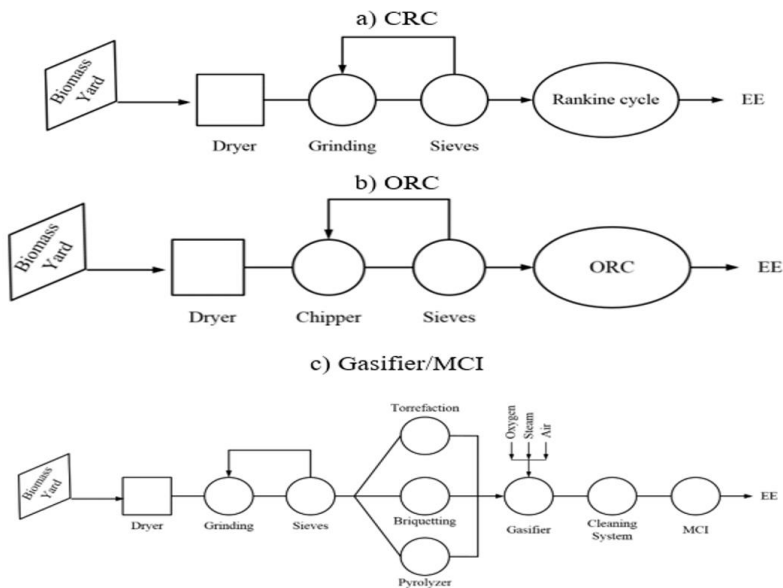 a) CRC
Biomass
Yard
Rankine cycle
EE
Dryer
Grinding
Sieves
b) ORC
Biomass
Yard
ORC
EE
Dryer
Chipper
Sieves
c) Gasifier/MCI
Torrefaction
Oxygen
Steam
Air
Biomass
Yard
EE
Dryer
Grinding
Sieves
Briquetting
Gasifier
Cleaning
System
MCI
Pyrolyzer